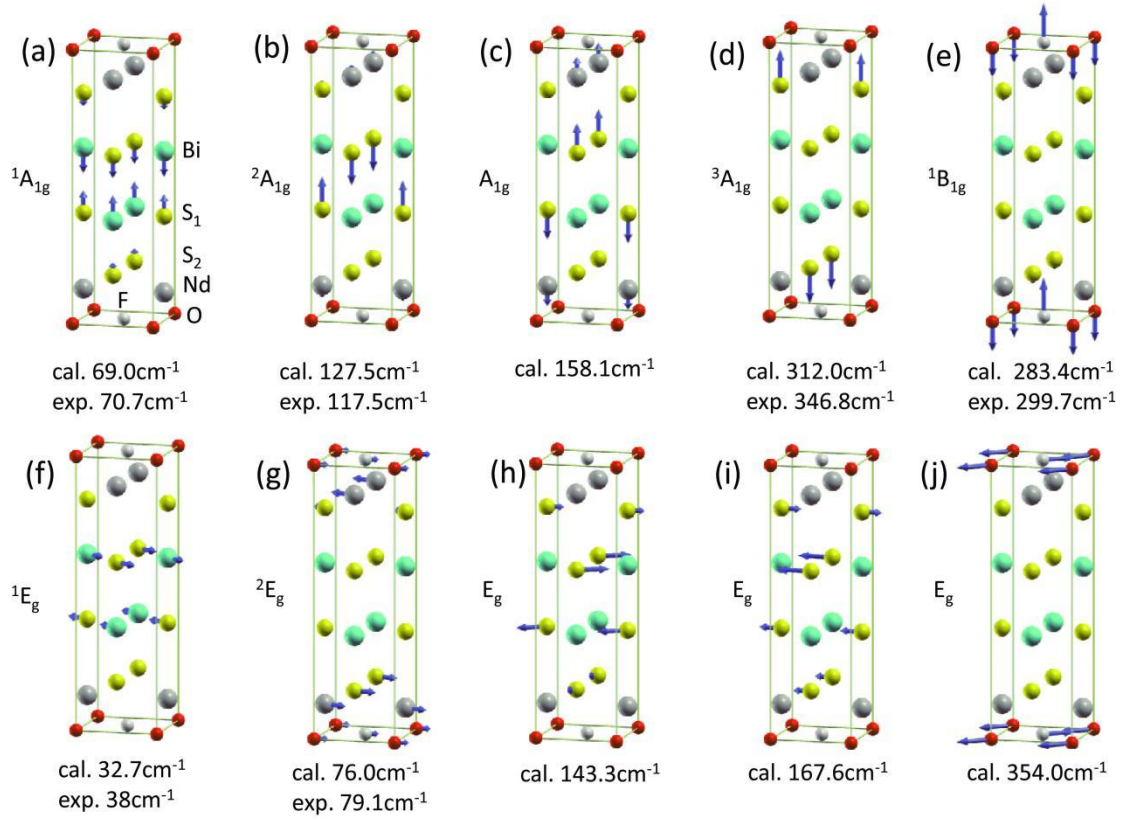 (a) (b) (c) (d) (e)
¹A₁g Bi S₁ S₂ Nd F O ²A₁g A₁g ³A₁g ¹B₁g
cal. 69.0cm⁻¹ cal. 127.5cm⁻¹ cal. 158.1cm⁻¹ cal. 312.0cm⁻¹ cal. 283.4cm⁻¹
exp. 70.7cm⁻¹ exp. 117.5cm⁻¹ exp. 346.8cm⁻¹ exp. 299.7cm⁻¹
(f) (g) (h) (i) (j)
¹Eg ²Eg Eg Eg Eg
cal. 32.7cm⁻¹ cal. 76.0cm⁻¹ cal. 143.3cm⁻¹ cal. 167.6cm⁻¹ cal. 354.0cm⁻¹
exp. 38cm⁻¹ exp. 79.1cm⁻¹